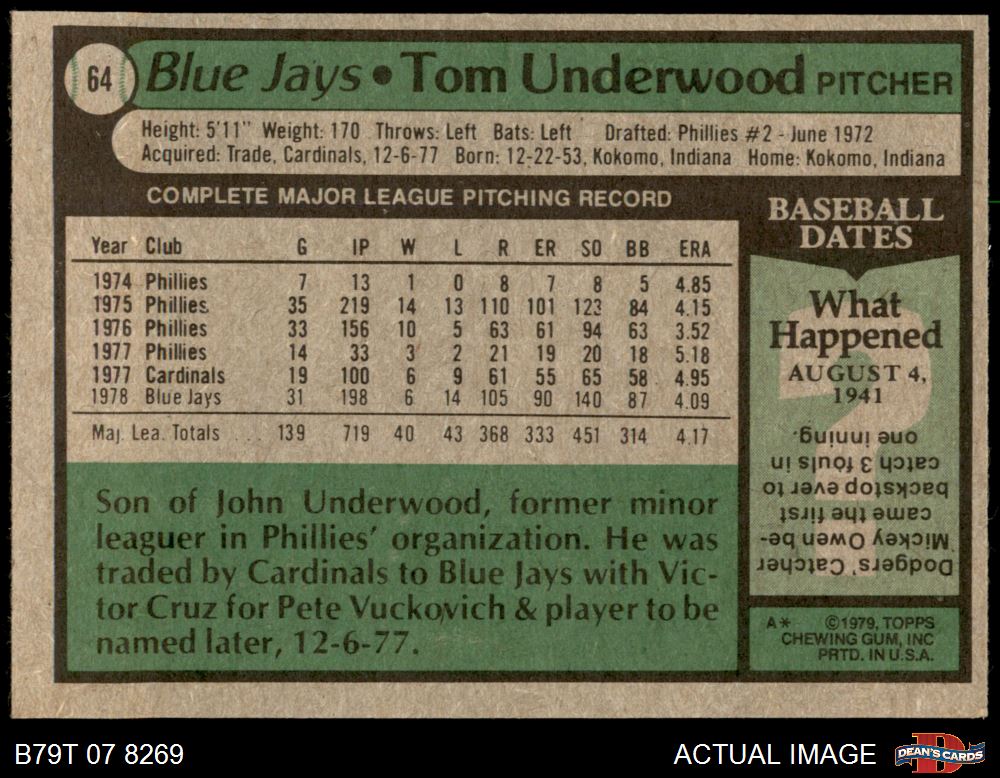 64
Blue Jays • Tom Underwood PITCHER
Height: 5'11" Weight: 170 Throws: Left Bats: Left Drafted: Phillies #2 - June 1972
Acquired: Trade, Cardinals, 12-6-77 Born: 12-22-53, Kokomo, Indiana Home: Kokomo, Indiana
COMPLETE MAJOR LEAGUE PITCHING RECORD
Year Club G IP W L R ER SO BB ERA
1974 Phillies 7 13 1 0 8 7 8 5 4.85
1975 Phillies 35 219 14 13 110 101 123 84 4.15
1976 Phillies 33 156 10 5 63 61 94 63 3.52
1977 Phillies 14 33 3 2 21 19 20 18 5.18
1977 Cardinals 19 100 6 9 61 55 65 58 4.95
1978 Blue Jays 31 198 6 14 105 90 140 87 4.09
Maj. Lea. Totals . . . 139 719 40 43 368 333 451 314 4.17
Son of John Underwood, former minor
leaguer in Phillies' organization. He was
traded by Cardinals to Blue Jays with Vic-
tor Cruz for Pete Vuckovich & player to be
named later, 12-6-77.
BASEBALL
DATES
What
Happened
AUGUST 4,
1941
?
Dodgers' Catcher
Mickey Owen be-
came the first
backstop ever to
catch 3 fouls in
one inning.
A* ©1979, TOPPS
CHEWING GUM, INC
PRTD. IN U.S.A.
B79T 07 8269
ACTUAL IMAGE
DEAN'S CARDS